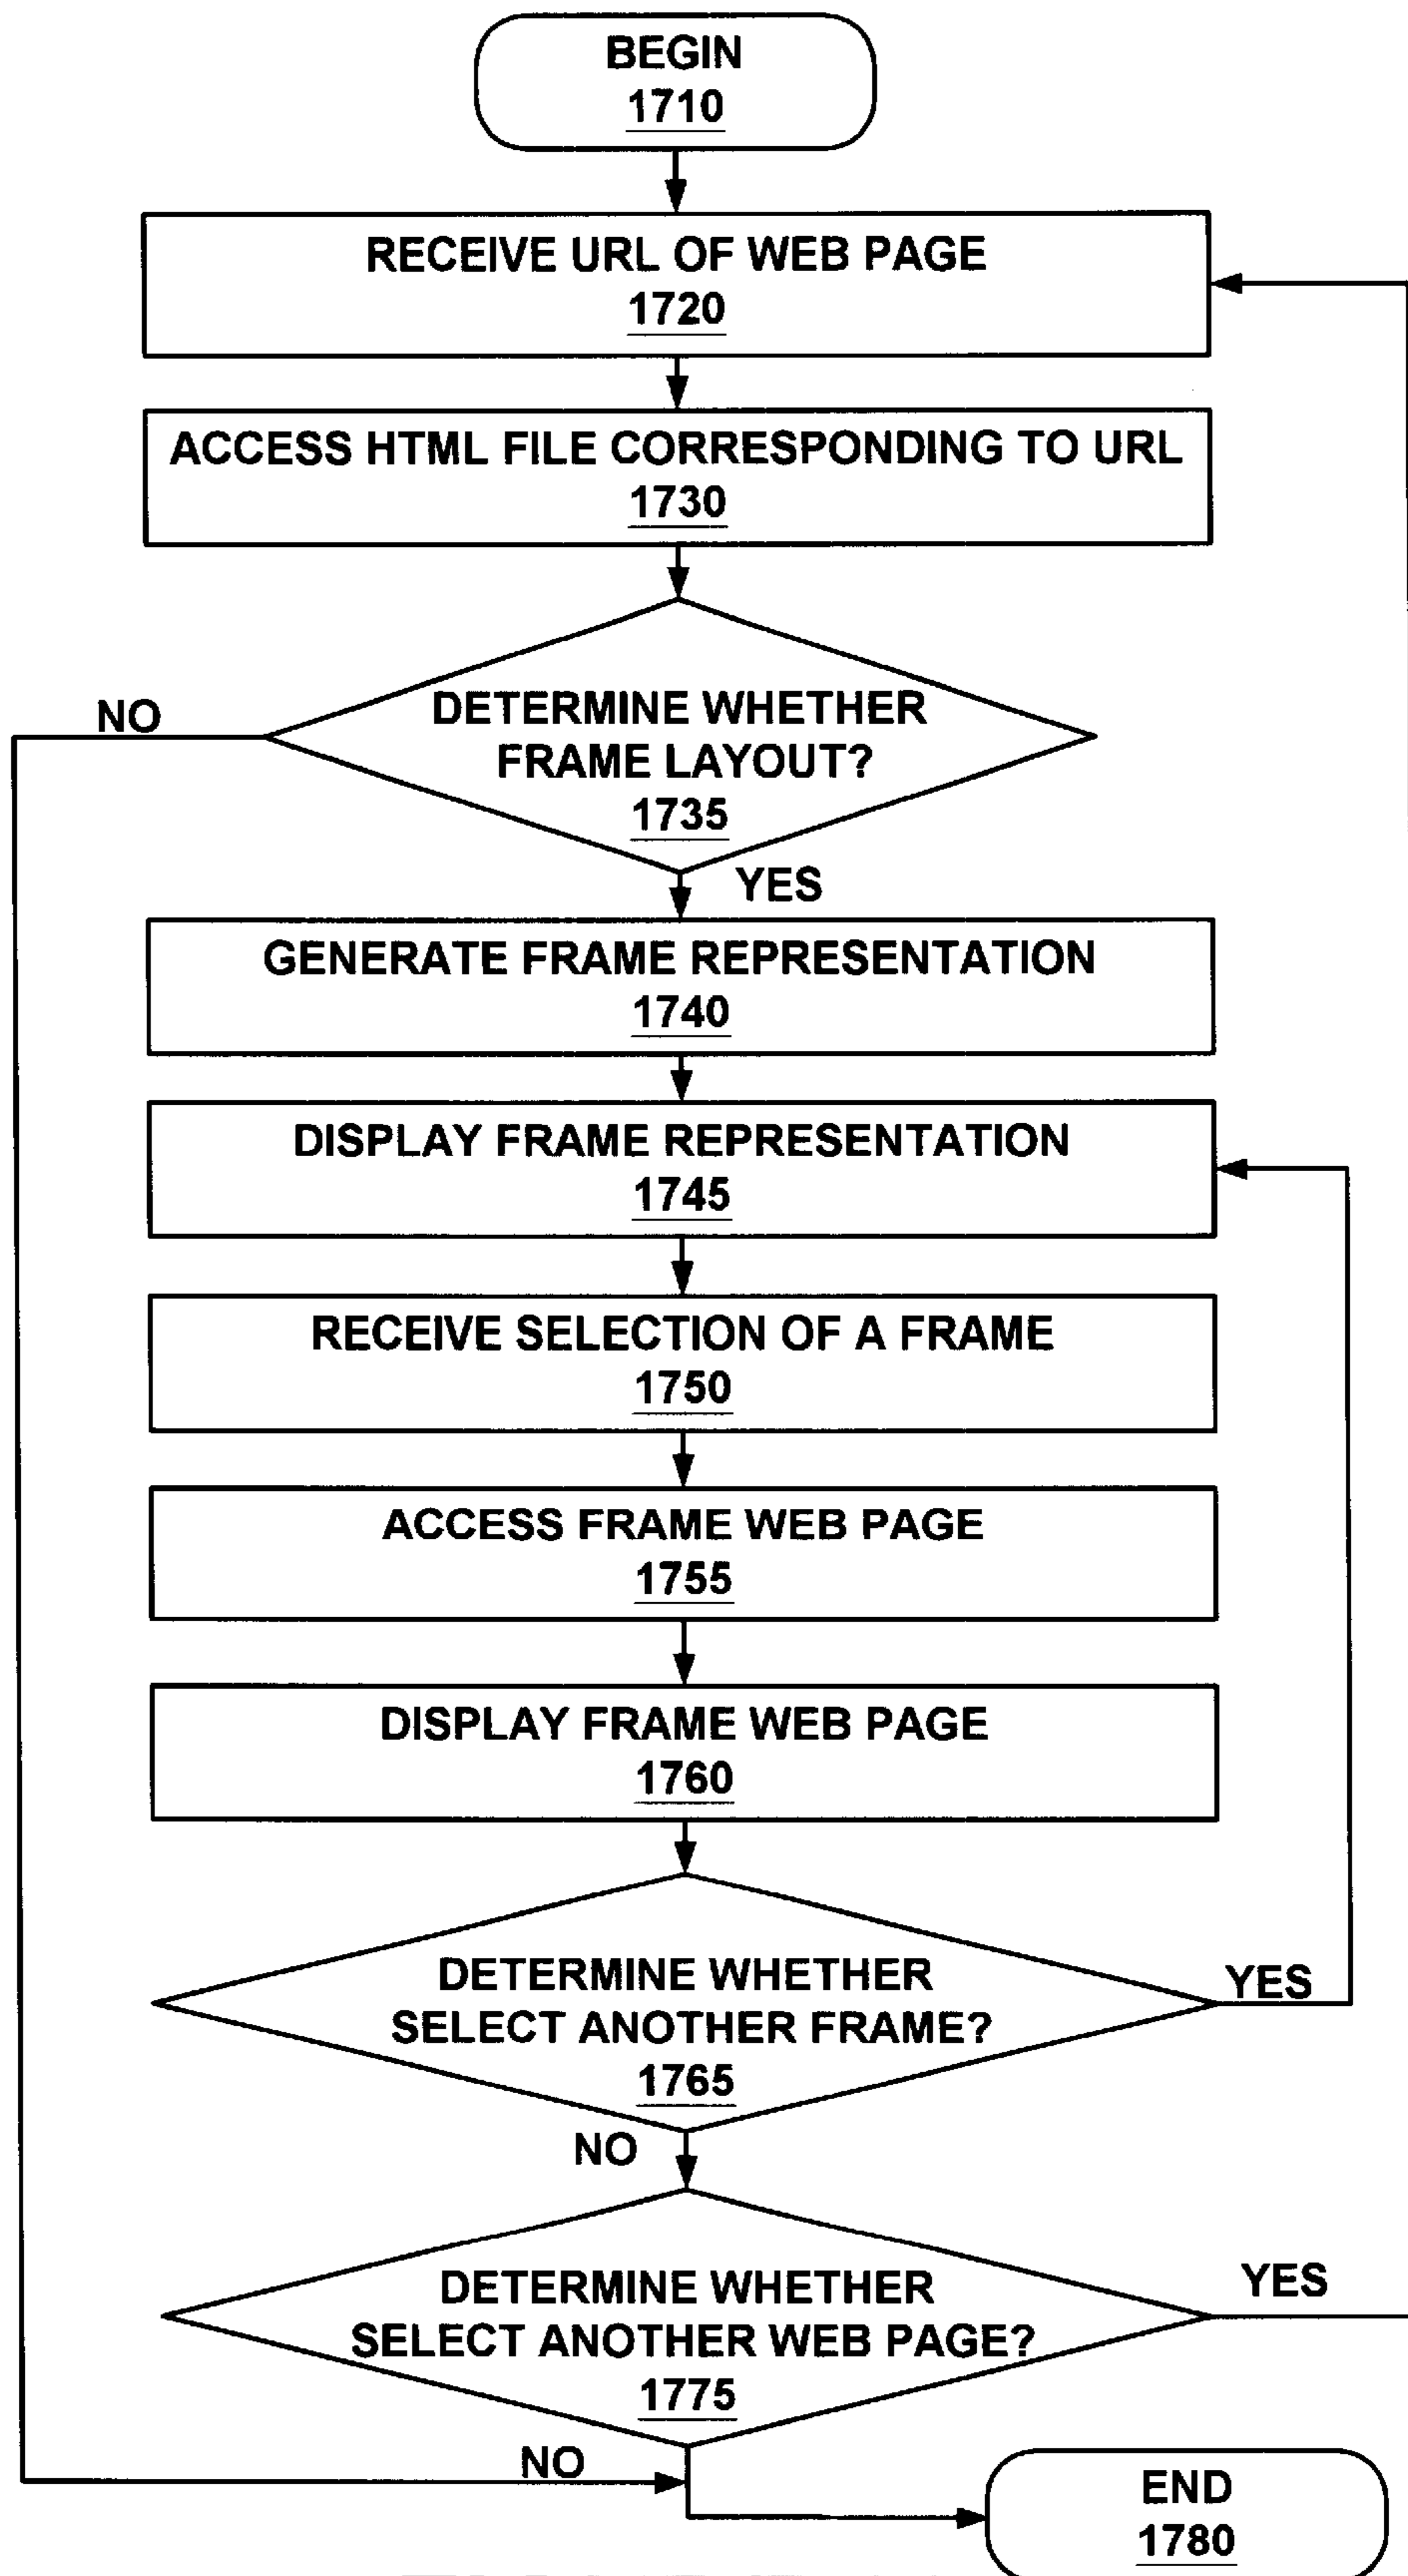 BEGIN
1710
RECEIVE URL OF WEB PAGE
1720
ACCESS HTML FILE CORRESPONDING TO URL
1730
NO
DETERMINE WHETHER
FRAME LAYOUT?
1735
YES
GENERATE FRAME REPRESENTATION
1740
DISPLAY FRAME REPRESENTATION
1745
RECEIVE SELECTION OF A FRAME
1750
ACCESS FRAME WEB PAGE
1755
DISPLAY FRAME WEB PAGE
1760
DETERMINE WHETHER
SELECT ANOTHER FRAME?
1765
YES
NO
DETERMINE WHETHER
SELECT ANOTHER WEB PAGE?
1775
YES
NO
END
1780